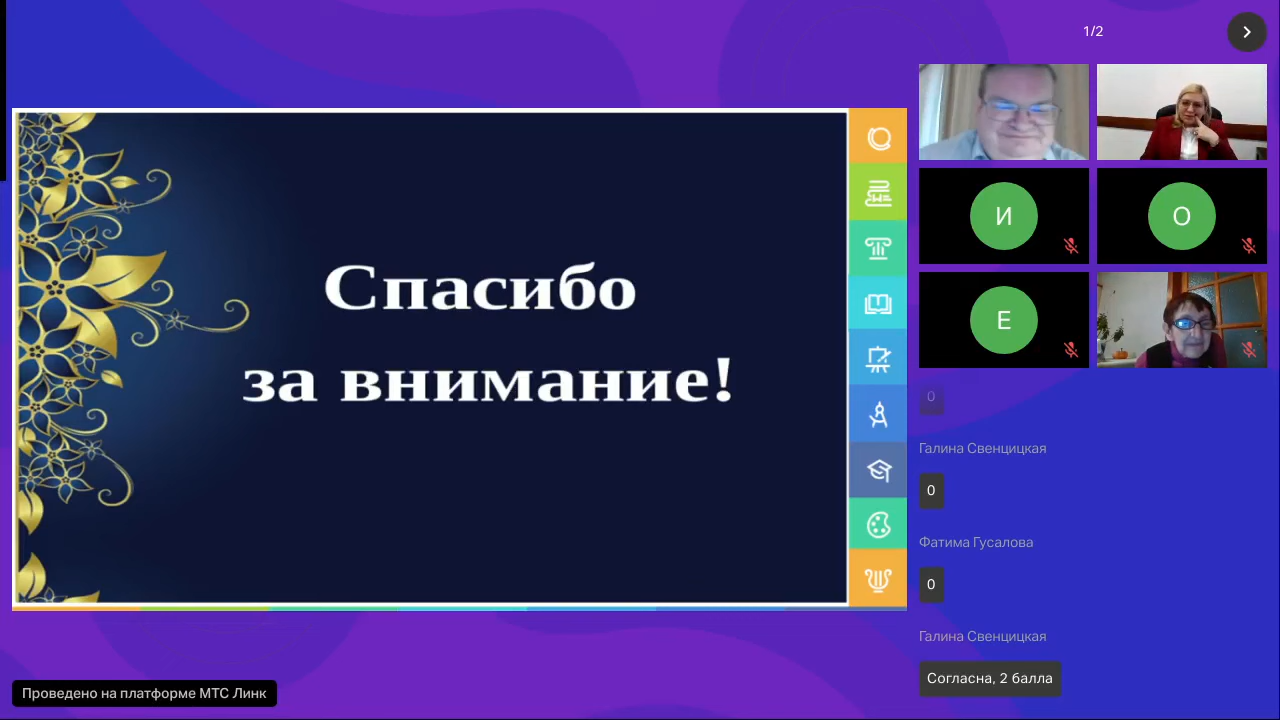 1/2
Спасибо
за внимание!
И
О
Е
0
Галина Свенцицкая
0
Фатима Гусалова
0
Галина Свенцицкая
Согласна, 2 балла
Проведено на платформе МТС Линк